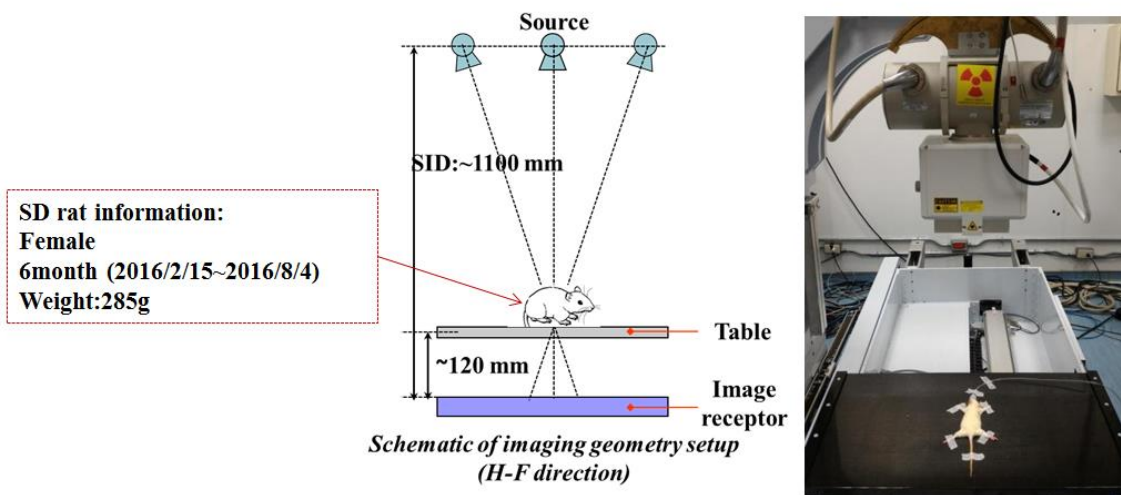 Source
SID:~1100 mm
SD rat information:
Female
6month (2016/2/15~2016/8/4)
Weight:285g
Table
~120 mm
Image
receptor
Schematic of imaging geometry setup
(H-F direction)